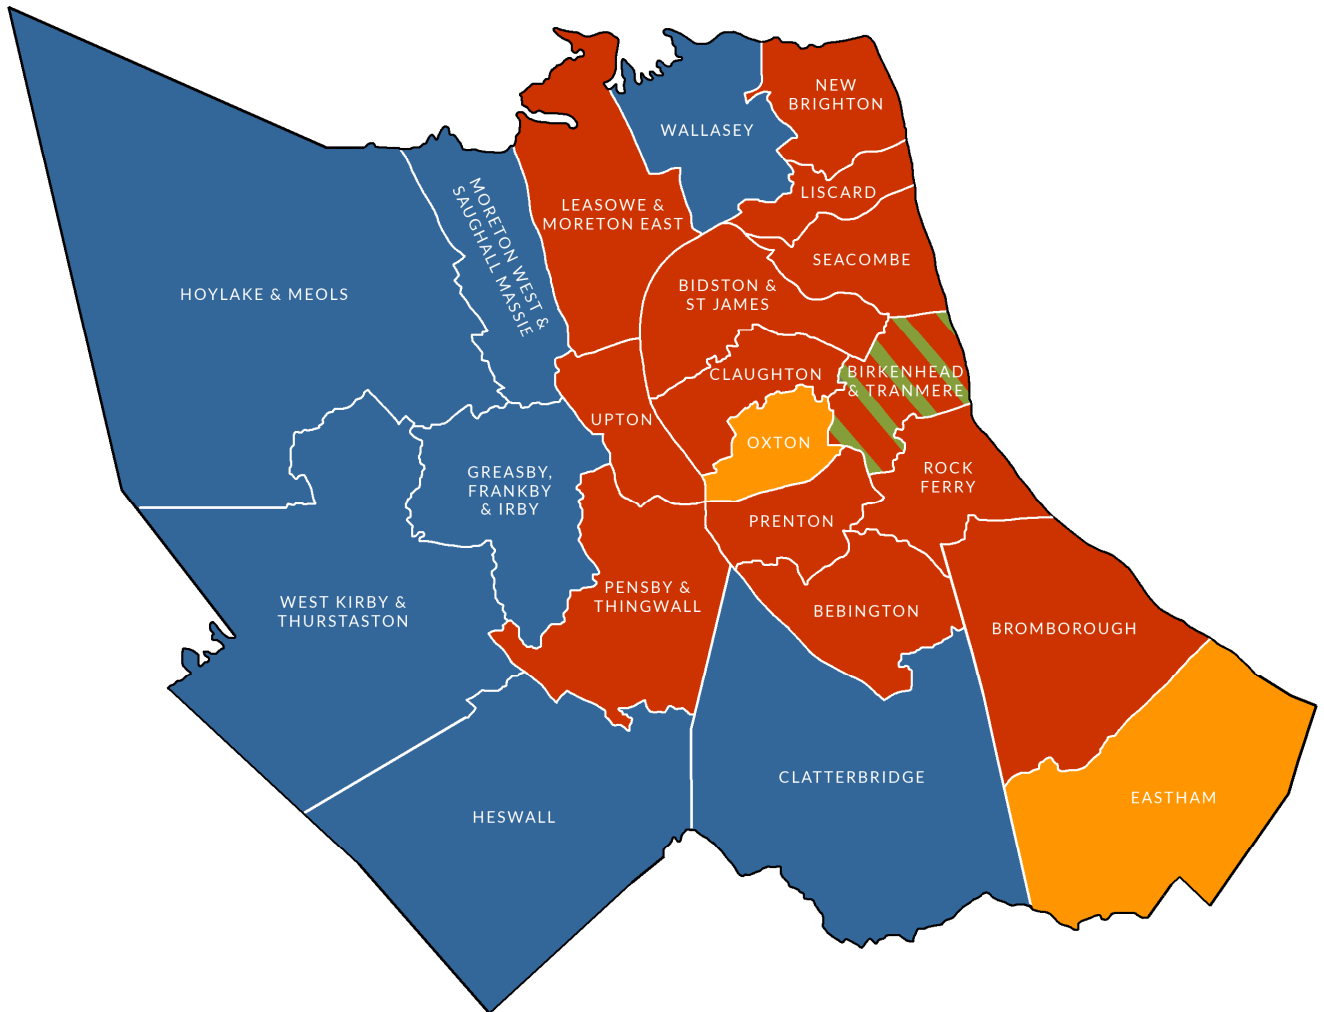 NEW
BRIGHTON
WALLASEY
LISCARD
LEASOWE &
MORETON EAST
MORETON WEST &
SAUGHALL MASSIE
SEACOMBE
HOYLAKE & MEOLS
BIDSTON &
ST JAMES
CLAUGHTON
BIRKENHEAD
& TRANMERE
UPTON
OXTON
GREASBY,
FRANKBY
& IRBY
ROCK
FERRY
PRENTON
WEST KIRBY &
THURSTASTON
PENSBY &
THINGWALL
BEBINGTON
BROMBOROUGH
CLATTERBRIDGE
EASTHAM
HESWALL